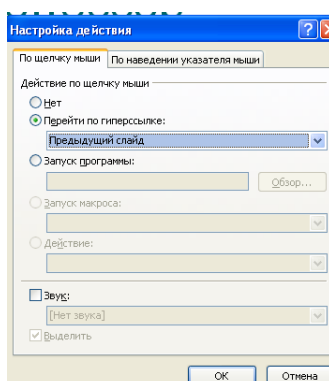 Настройка действия
По щелчку мыши По наведении указателя мыши
Действие по щелчку мыши
Нет
Перейти по гиперссылке:
Предыдущий слайд
Запуск программы:
Обзор...
Запуск макроса:
Действие:
Звук:
[Нет звука]
Выделить
ОК Отмена